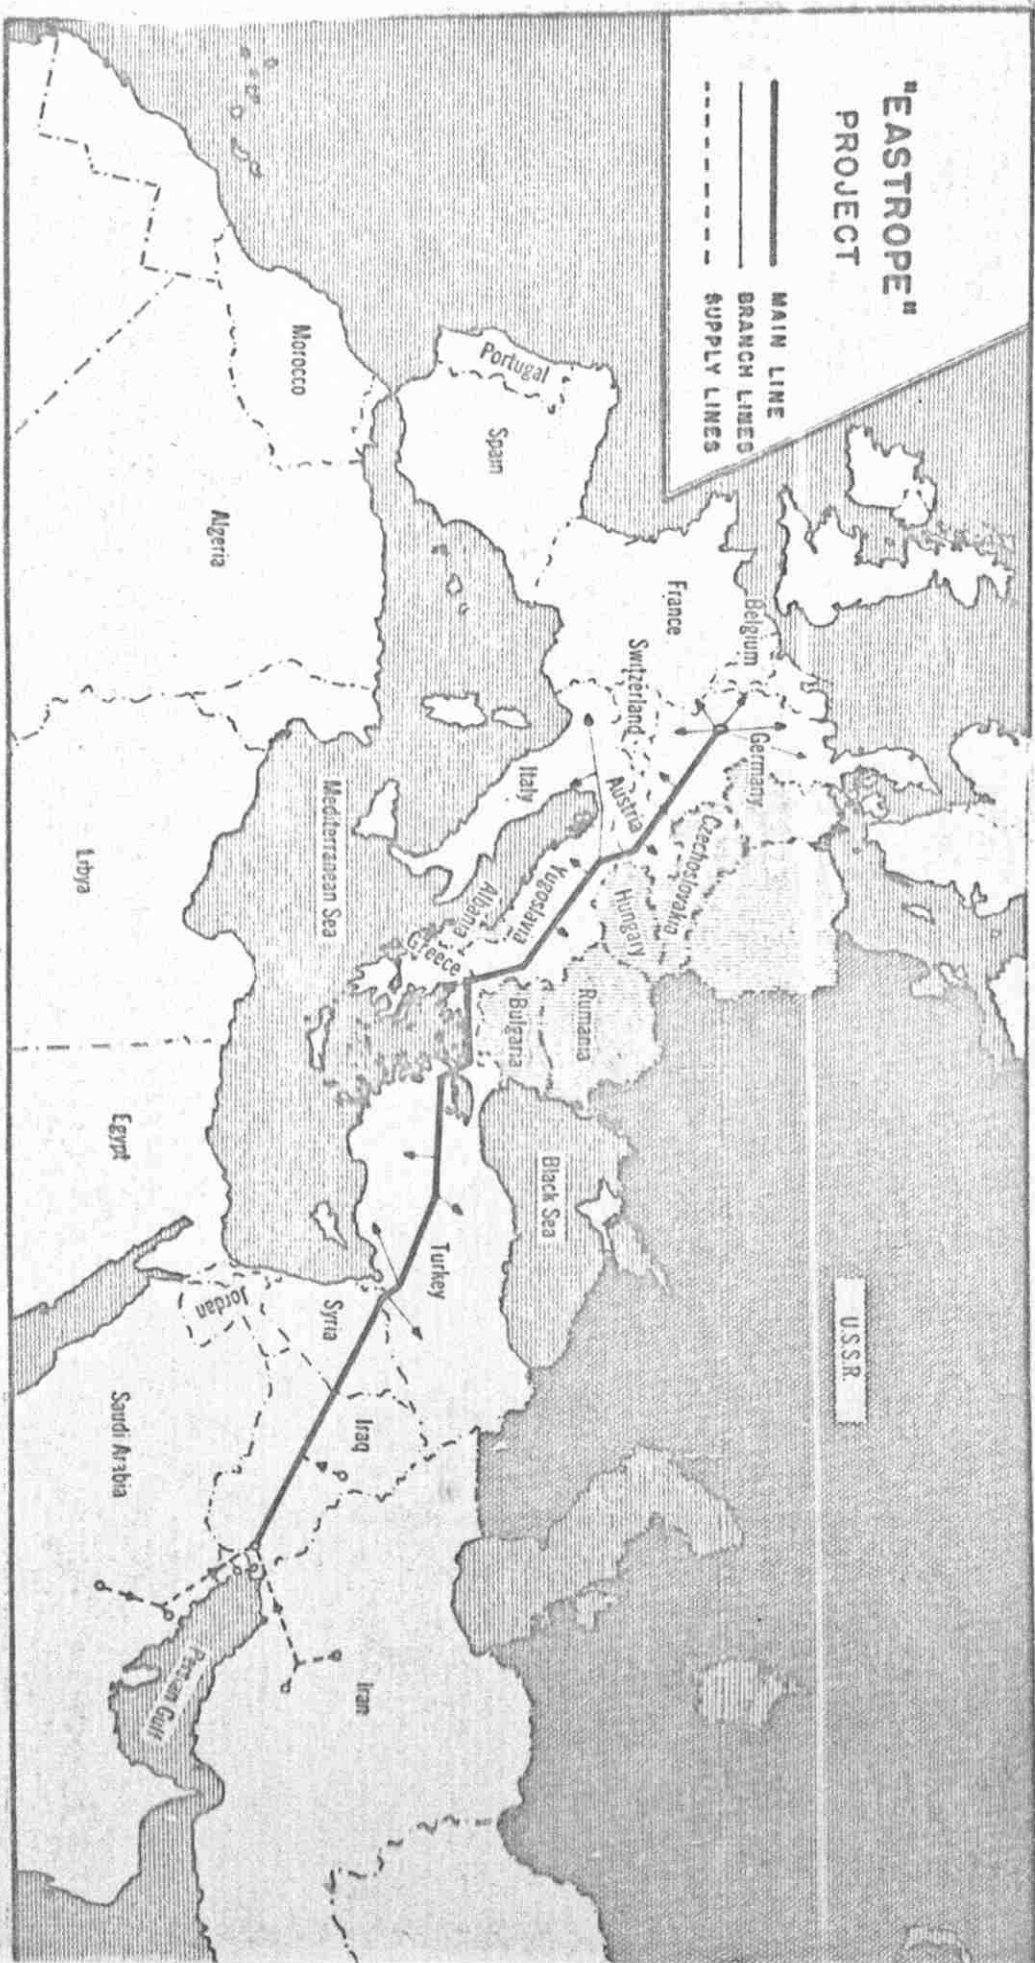 "EASTROPE"
PROJECT
MAIN LINE
BRANCH LINES
SUPPLY LINES
U.S.S.R.
Belgium
Germany
France
Switzerland
Austria
Czechoslovakia
Hungary
Rumania
Portugal
Spain
Italy
Yugoslavia
Albania
Greece
Bulgaria
Black Sea
Turkey
Morocco
Algeria
Mediterranean Sea
Syria
Iraq
Iran
Jordan
Libya
Egypt
Saudi Arabia
Persian Gulf